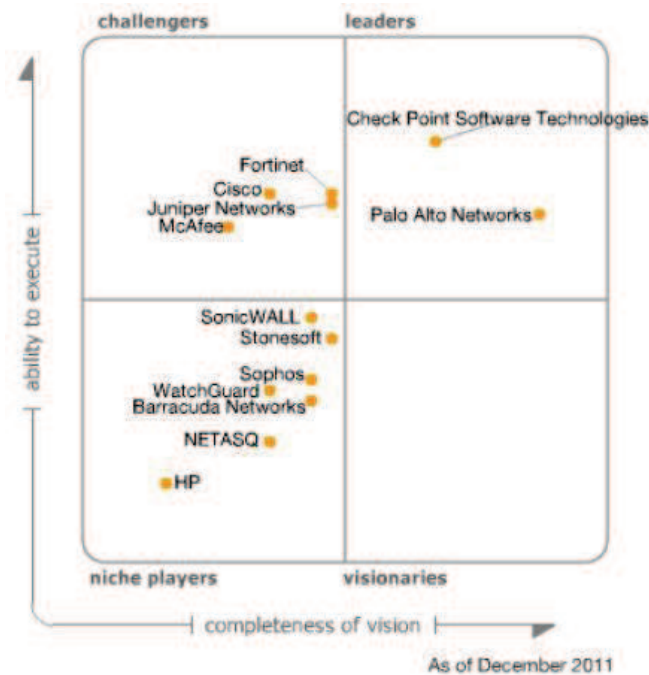 challengers
leaders
Check Point Software Technologies
Fortinet
Cisco
Juniper Networks
Palo Alto Networks
McAfee
ability to execute
SonicWALL
Stonesoft
Sophos
WatchGuard
Barracuda Networks
NETASQ
HP
niche players
visionaries
completeness of vision
As of December 2011